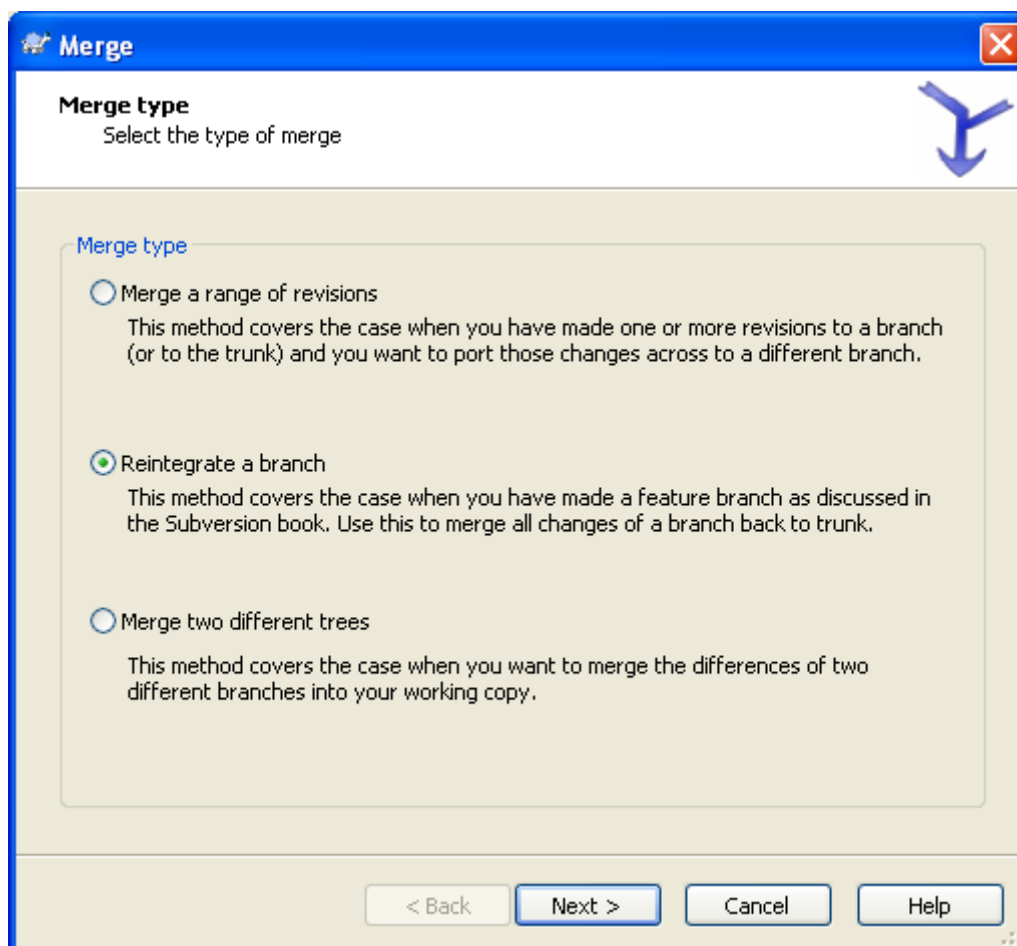 Merge
Merge type
Select the type of merge
Merge type
Merge a range of revisions
This method covers the case when you have made one or more revisions to a branch
(or to the trunk) and you want to port those changes across to a different branch.
Reintegrate a branch
This method covers the case when you have made a feature branch as discussed in
the Subversion book. Use this to merge all changes of a branch back to trunk.
Merge two different trees
This method covers the case when you want to merge the differences of two
different branches into your working copy.
< Back Next > Cancel Help